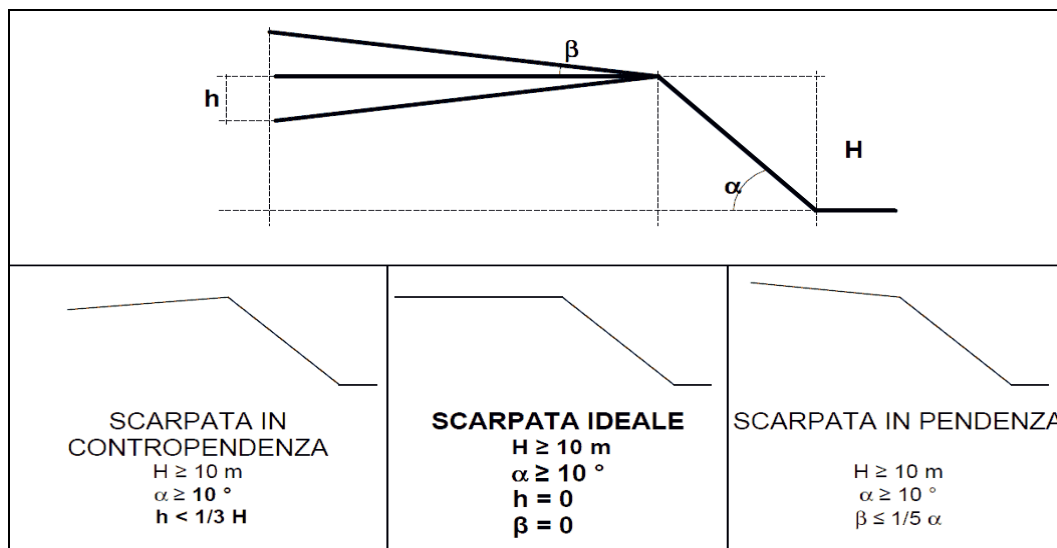 β
h
H
α
SCARPATA IN
CONTROPENDENZA
H ≥ 10 m
α ≥ 10 °
h < 1/3 H
SCARPATA IDEALE
H ≥ 10 m
α ≥ 10 °
h = 0
β = 0
SCARPATA IN PENDENZA
H ≥ 10 m
α ≥ 10°
β ≤ 1/5 α